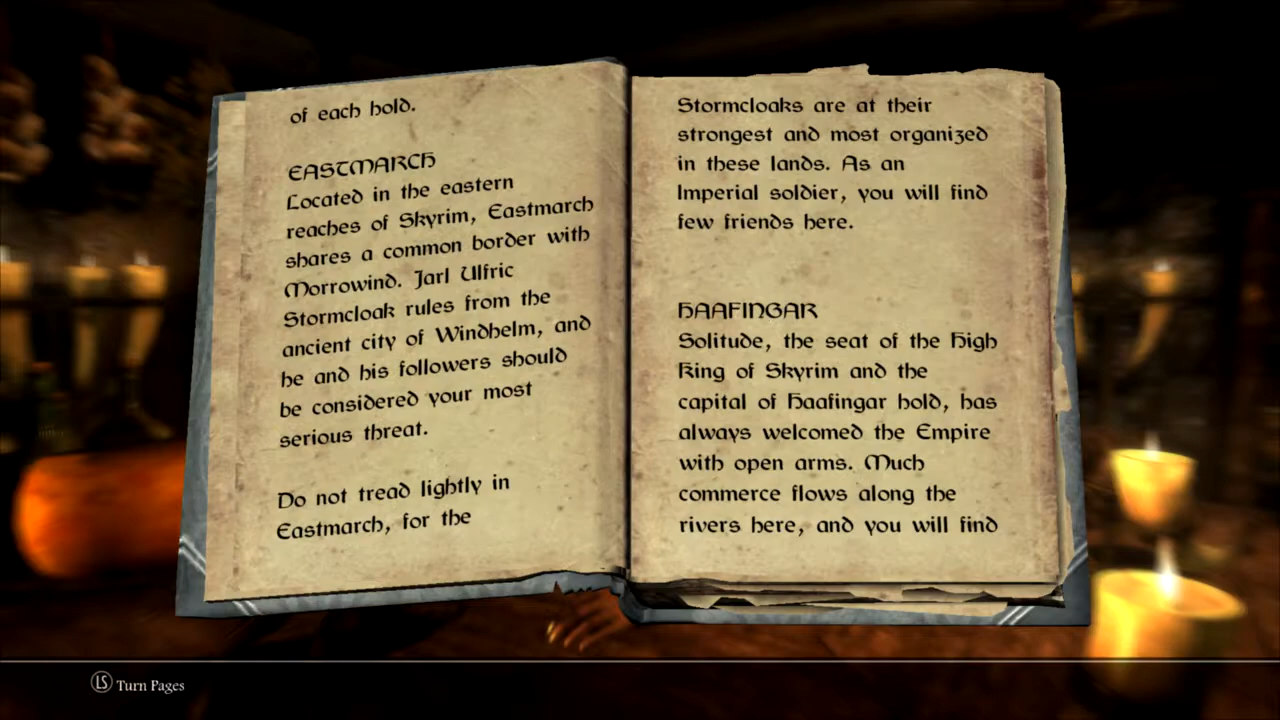 of each hold.
EASTMARCH
Located in the eastern
reaches of Skyrim, Eastmarch
shares a common border with
Morrowind. Jarl Ulfric
Stormcloak rules from the
ancient city of Windhelm, and
he and his followers should
be considered your most
serious threat.
Do not tread lightly in
Eastmarch, for the
Stormcloaks are at their
strongest and most organized
in these lands. As an
Imperial soldier, you will find
few friends here.
HAAFINGAR
Solitude, the seat of the High
King of Skyrim and the
capital of Haafingar hold, has
always welcomed the Empire
with open arms. Much
commerce flows along the
rivers here, and you will find
LS Turn Pages